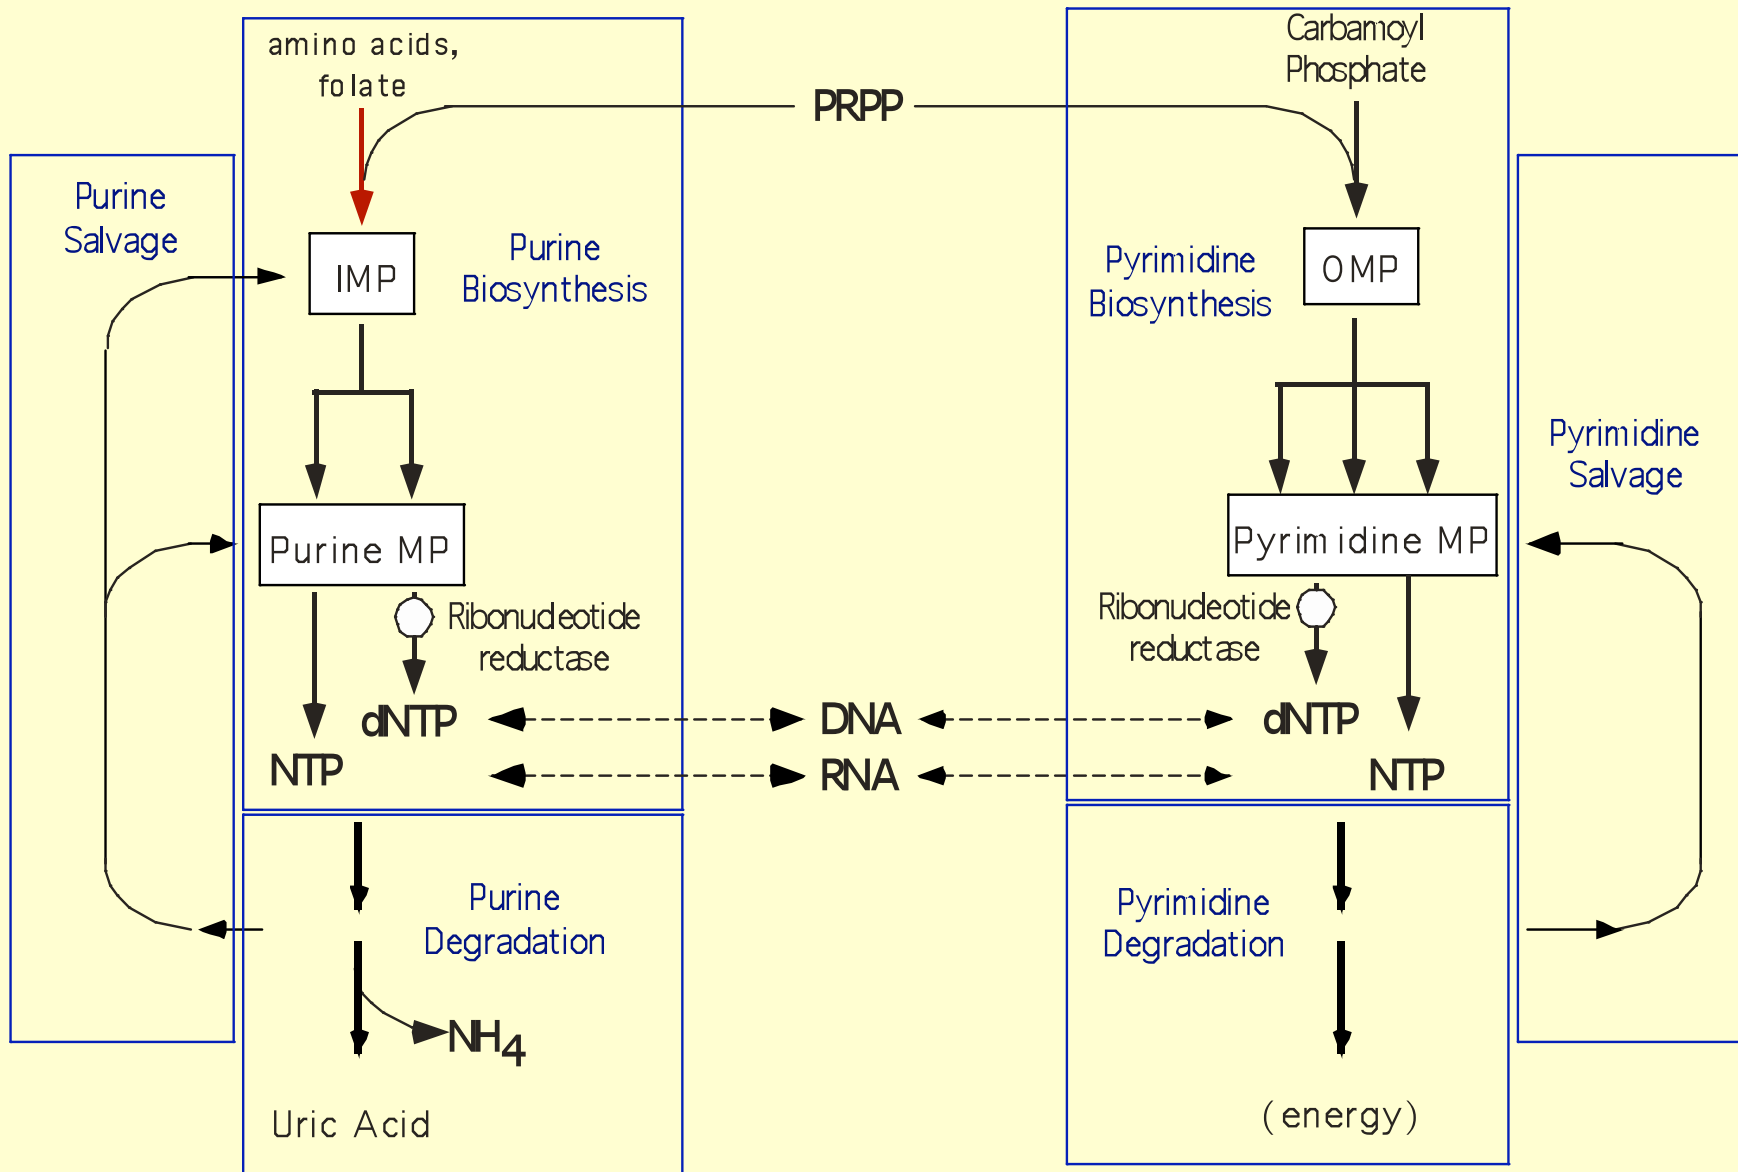 amino acids,
folate
Carbamoyl
Phosphate
PRPP
Purine
Salvage
IMP
Purine
Biosynthesis
Pyrimidine
Biosynthesis
OMP
Pyrimidine
Salvage
Purine MP
Pyrimidine MP
Ribonucleotide
reductase
Ribonucleotide
reductase
dNTP
DNA
dNTP
NTP
RNA
NTP
Purine
Degradation
Pyrimidine
Degradation
NH4
Uric Acid
(energy)